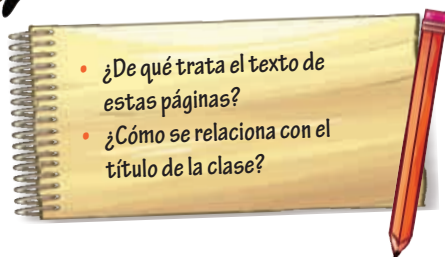 • ¿De qué trata el texto de
estas páginas?
• ¿Cómo se relaciona con el
título de la clase?